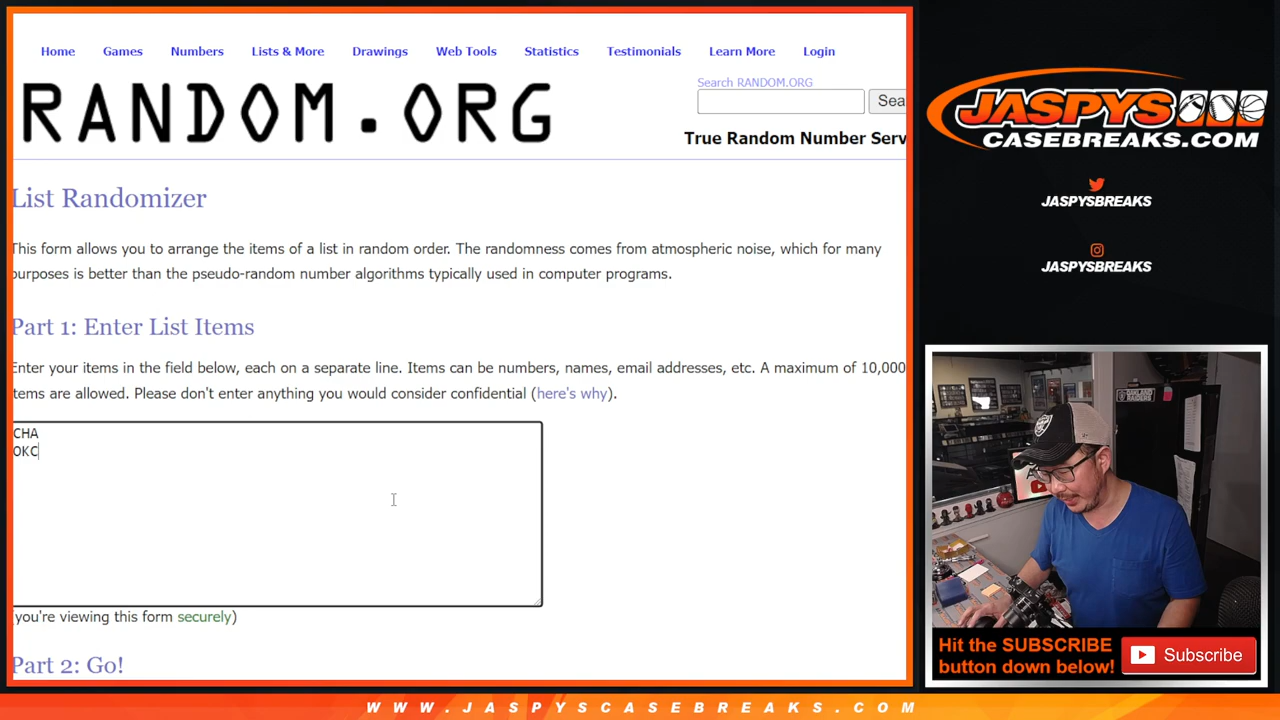 Home Games Numbers Lists & More Drawings Web Tools Statistics Testimonials Learn More Login
RANDOM.ORG
Search RANDOM.ORG
Sea
True Random Number Serv
List Randomizer
This form allows you to arrange the items of a list in random order. The randomness comes from atmospheric noise, which for many
purposes is better than the pseudo-random number algorithms typically used in computer programs.
Part 1: Enter List Items
Enter your items in the field below, each on a separate line. Items can be numbers, names, email addresses, etc. A maximum of 10,000
items are allowed. Please don't enter anything you would consider confidential (here's why).
CHA
OKC
(you're viewing this form securely)
Part 2: Go!
JASPYS
CASEBREAKS.COM
JASPYSBREAKS
JASPYSBREAKS
OAKLAND
RAIDERS
Hit the SUBSCRIBE
button down below!
Subscribe
WWW.JASPYSCASEBREAKS.COM